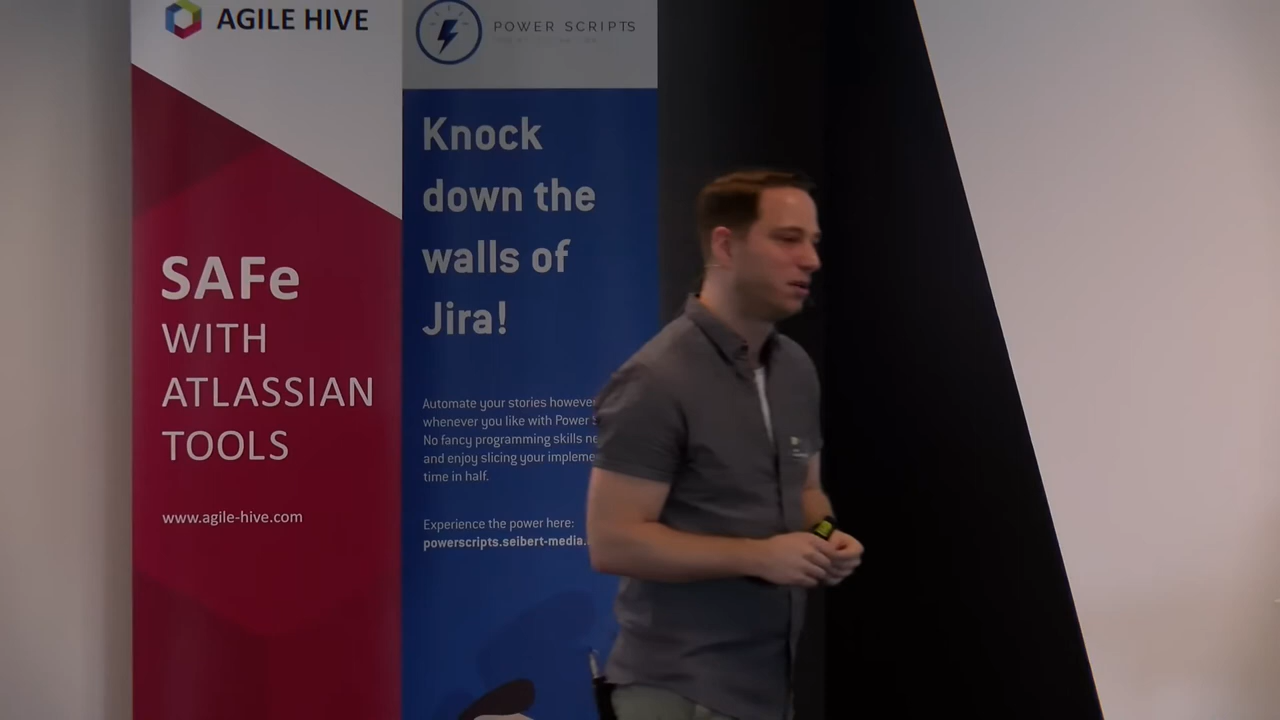 AGILE HIVE
SAFe
WITH
ATLASSIAN
TOOLS
www.agile-hive.com
POWER SCRIPTS
Knock
down the
walls of
Jira!
Automate your stories however
whenever you like with Power
No fancy programming skills
and enjoy slicing your
time in half.
Experience the power here:
powerscripts.seibert-media.